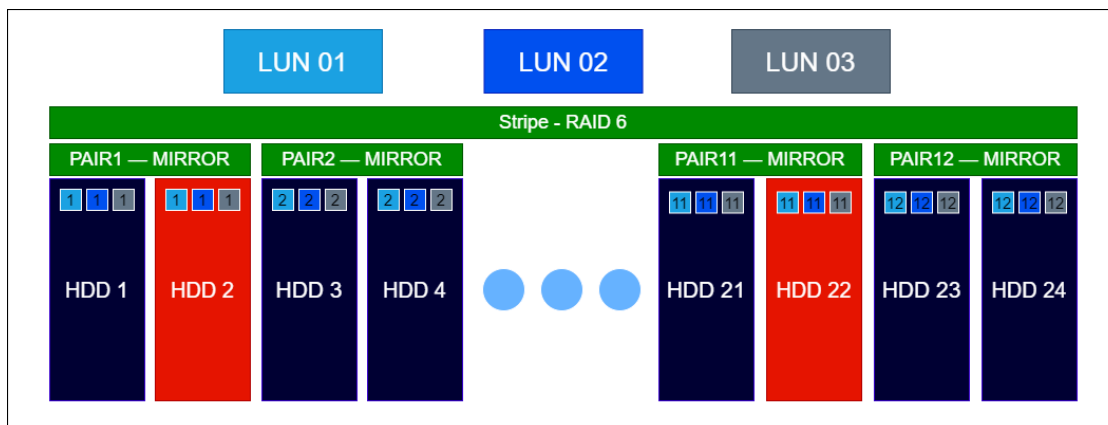 LUN 01 LUN 02 LUN 03
Stripe - RAID 6
PAIR1 — MIRROR PAIR2 — MIRROR PAIR11 — MIRROR PAIR12 — MIRROR
1 1 1 1 1 1 2 2 2 2 2 2 11 11 11 11 11 11 12 12 12 12 12 12
HDD 1 HDD 2 HDD 3 HDD 4 HDD 21 HDD 22 HDD 23 HDD 24